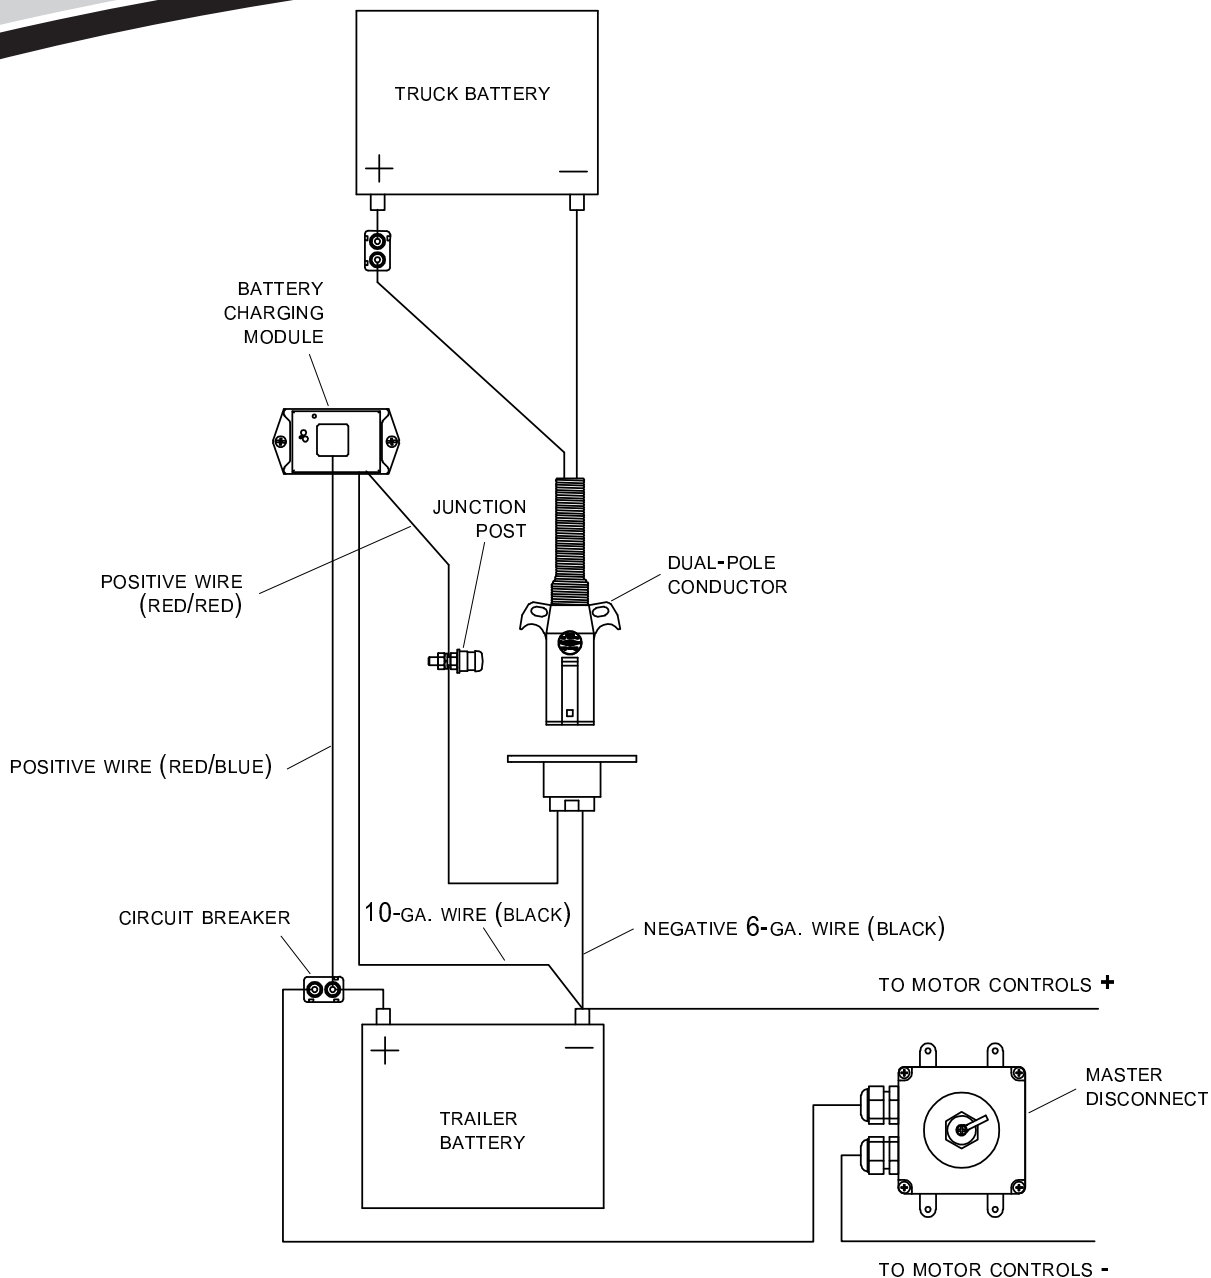 TRUCK BATTERY
+
—
BATTERY
CHARGING
MODULE
JUNCTION
POST
DUAL-POLE
CONDUCTOR
POSITIVE WIRE
(RED/RED)
POSITIVE WIRE (RED/BLUE)
CIRCUIT BREAKER
10-GA. WIRE (BLACK)
NEGATIVE 6-GA. WIRE (BLACK)
TO MOTOR CONTROLS +
+
—
MASTER
DISCONNECT
TRAILER
BATTERY
TO MOTOR CONTROLS -